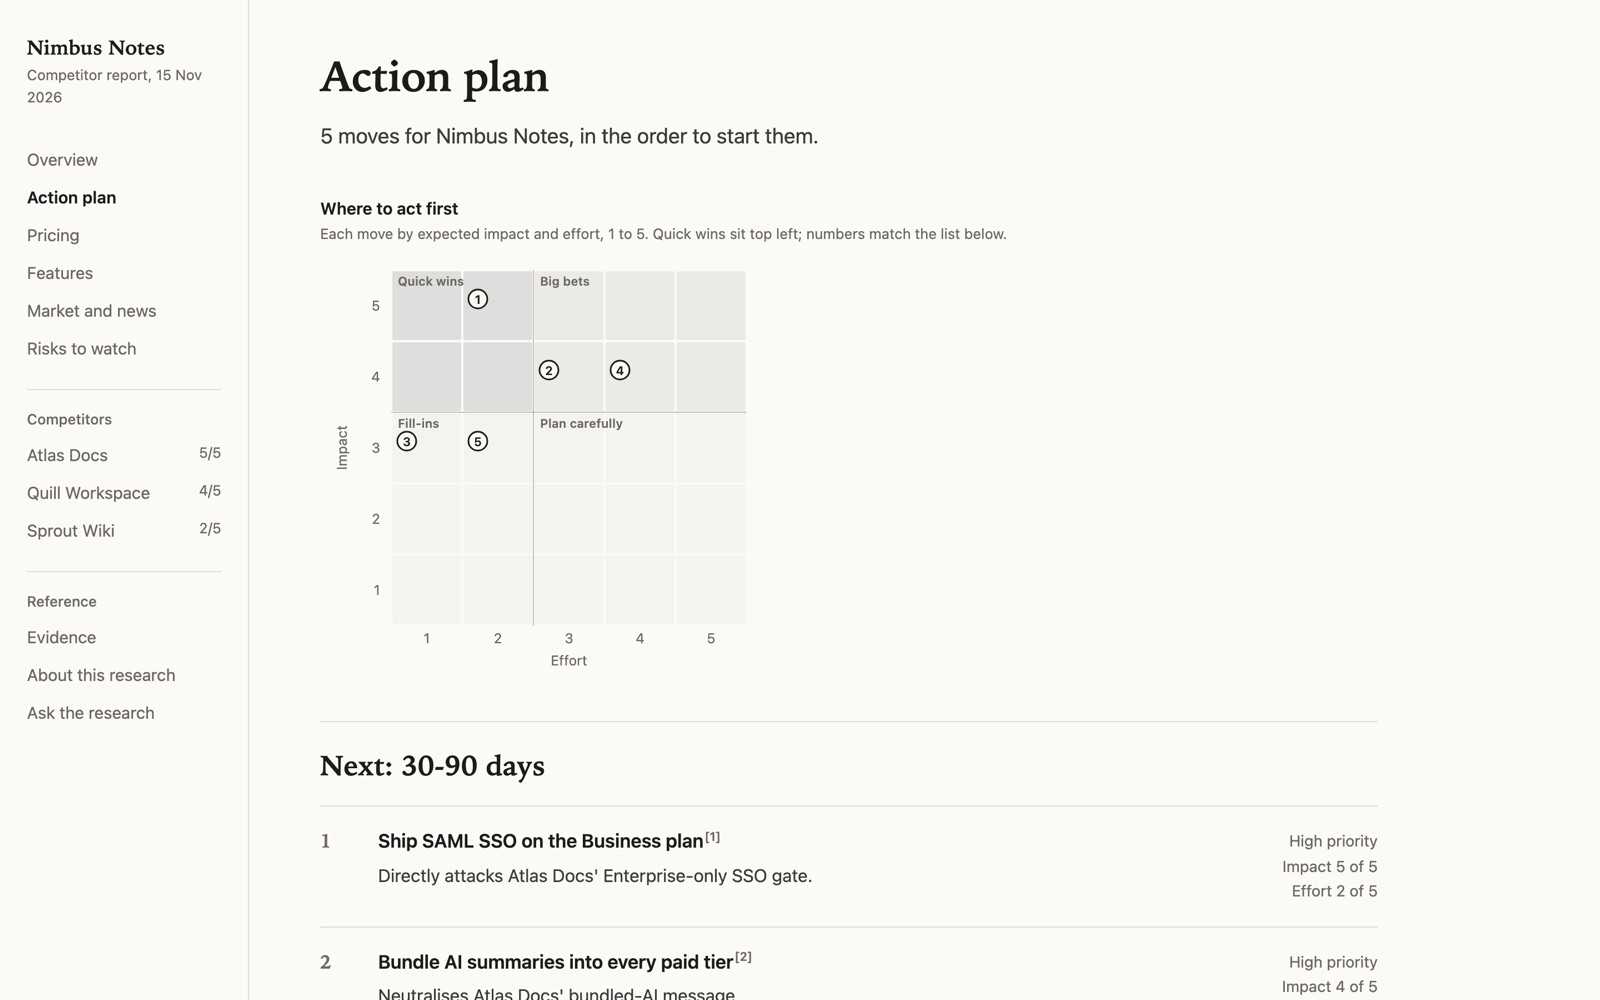 Nimbus Notes
Competitor report, 15 Nov
2026
Overview
Action plan
Pricing
Features
Market and news
Risks to watch
Competitors
Atlas Docs 5/5
Quill Workspace 4/5
Sprout Wiki 2/5
Reference
Evidence
About this research
Ask the research
Action plan
5 moves for Nimbus Notes, in the order to start them.
Where to act first
Each move by expected impact and effort, 1 to 5. Quick wins sit top left; numbers match the list below.
Quick wins Big bets
5 1
4 2 4
Fill-ins Plan carefully
3 3 5
Impact
2
1
1 2 3 4 5
Effort
Next: 30-90 days
1 Ship SAML SSO on the Business plan[1] High priority
Directly attacks Atlas Docs' Enterprise-only SSO gate. Impact 5 of 5
Effort 2 of 5
2 Bundle AI summaries into every paid tier[2] High priority
Neutralises Atlas Docs' bundled-AI message. Impact 4 of 5